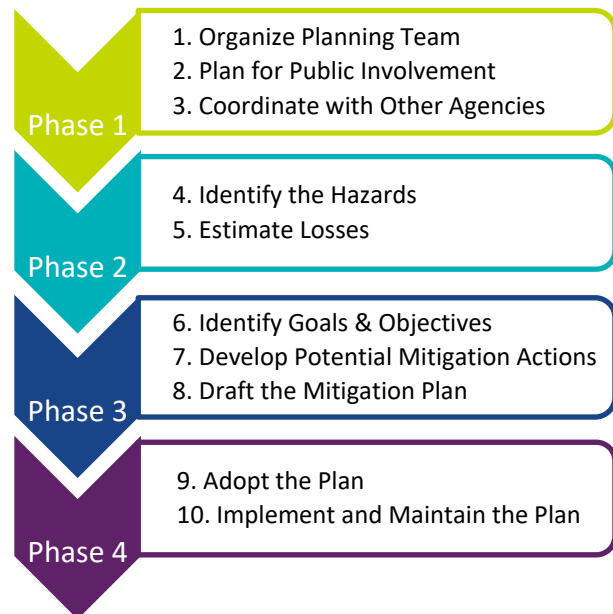 Phase 1
1. Organize Planning Team
2. Plan for Public Involvement
3. Coordinate with Other Agencies
Phase 2
4. Identify the Hazards
5. Estimate Losses
Phase 3
6. Identify Goals & Objectives
7. Develop Potential Mitigation Actions
8. Draft the Mitigation Plan
Phase 4
9. Adopt the Plan
10. Implement and Maintain the Plan